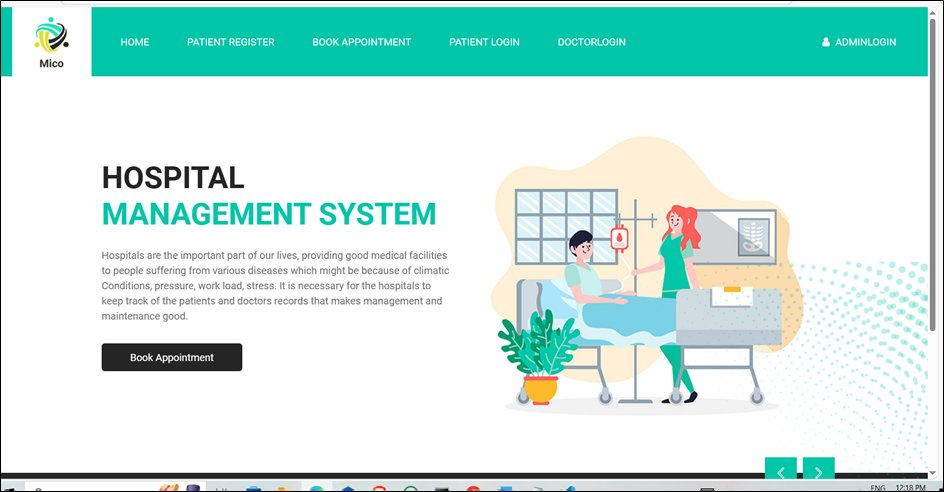 Mico
HOME
PATIENT REGISTER
BOOK APPOINTMENT
PATIENT LOGIN
DOCTORLOGIN
ADMINLOGIN
HOSPITAL
MANAGEMENT SYSTEM
Hospitals are the important part of our lives, providing good medical facilities
to people suffering from various diseases which might be because of climatic
Conditions, pressure, work load, stress. It is necessary for the hospitals to
keep track of the patients and doctors records that makes management and
maintenance good.
Book Appointment
ENG
12:18 PM